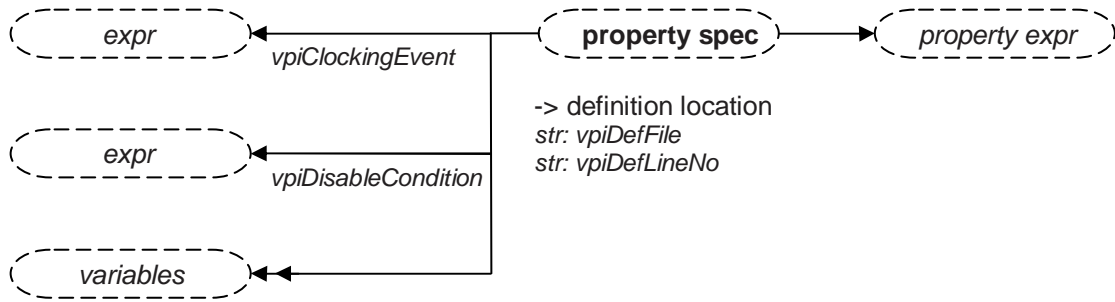 expr
property spec
property expr
vpiClockingEvent
-> definition location
str: vpiDefFile
str: vpiDefLineNo
expr
vpiDisableCondition
variables